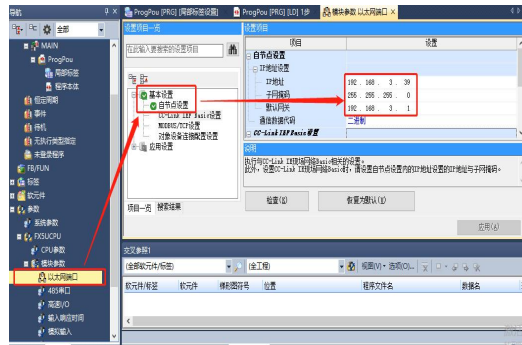 导航
全部
MAIN
ProgPou
局部标签
程序本体
恒定周期
事件
待机
无执行类型指定
未登录程序
FB/FUN
标签
软元件
参数
系统参数
FX5UCPU
CPU参数
模块参数
以太网端口
485串口
高速I/O
输入响应时间
模拟输入
ProgPou [PRG] [局部标签设置]
ProgPou [PRG] [LD] 1步
模块参数 以太网端口
设置项目一览
在此输入要搜索的设置项目
基本设置
自节点设置
CC-Link IEF Basic设置
MODBUS/TCP设置
对象设备连接配置设置
应用设置
项目一览
搜索结果
设置项目
项目
设置
自节点设置
IP地址设置
IP地址
192 . 168 . 3 . 39
子网掩码
255 . 255 . 255 . 0
默认网关
192 . 168 . 3 . 1
通信数据代码
二进制
CC-Link IEF Basic设置
说明
执行与CC-Link IE现场网络Basic相关的设置。
此外，设置CC-Link IE现场网络Basic时，请设置自节点设置内的IP地址设置的IP地址与子网掩码。
检查(K)
恢复为默认(U)
应用(A)
交叉参照1
(全部软元件/标签)
(全工程)
视图(V)
选项(O)...
软元件/标签
软元件
梯形图符号
位置
程序文件名
数据名